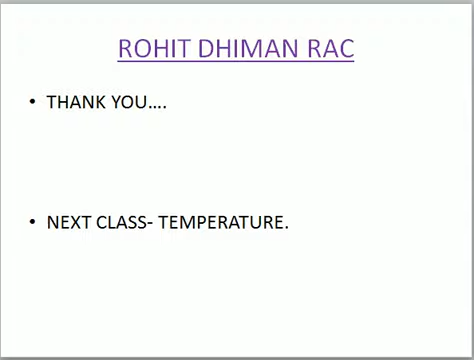 ROHIT DHIMAN RAC
• THANK YOU....
• NEXT CLASS- TEMPERATURE.